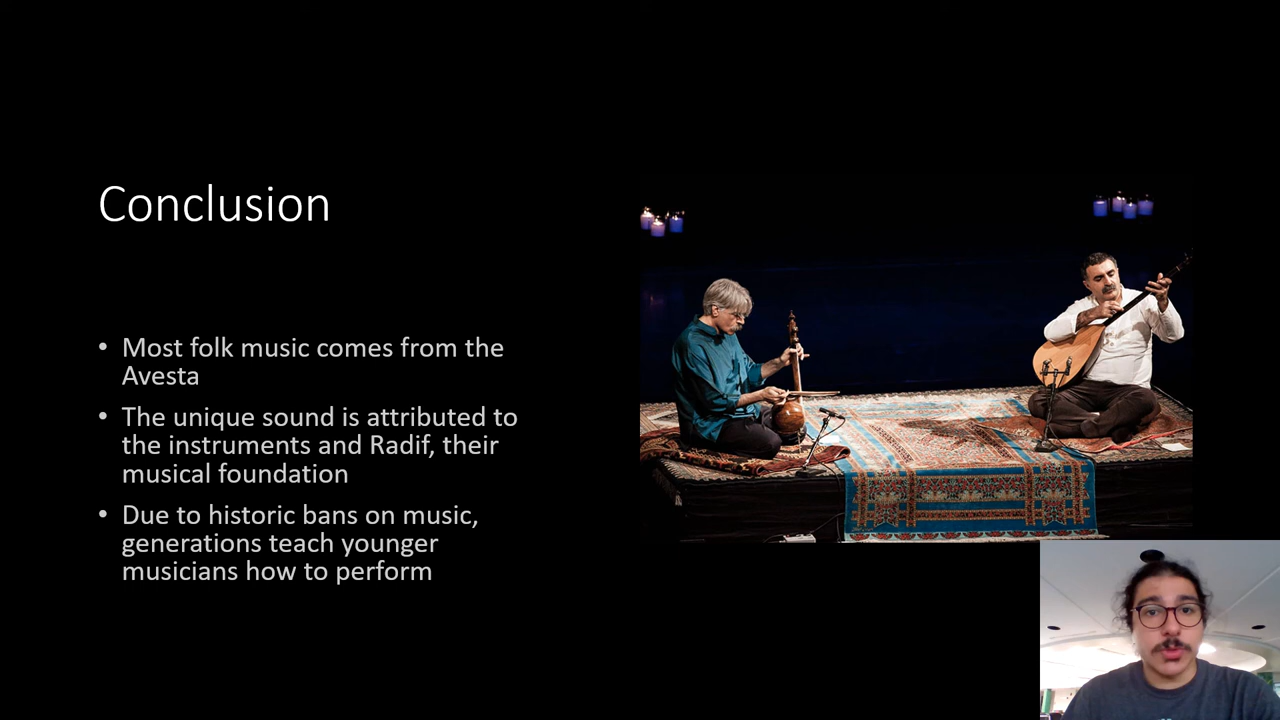 Conclusion
• Most folk music comes from the
Avesta
• The unique sound is attributed to
the instruments and Radif, their
musical foundation
• Due to historic bans on music,
generations teach younger
musicians how to perform